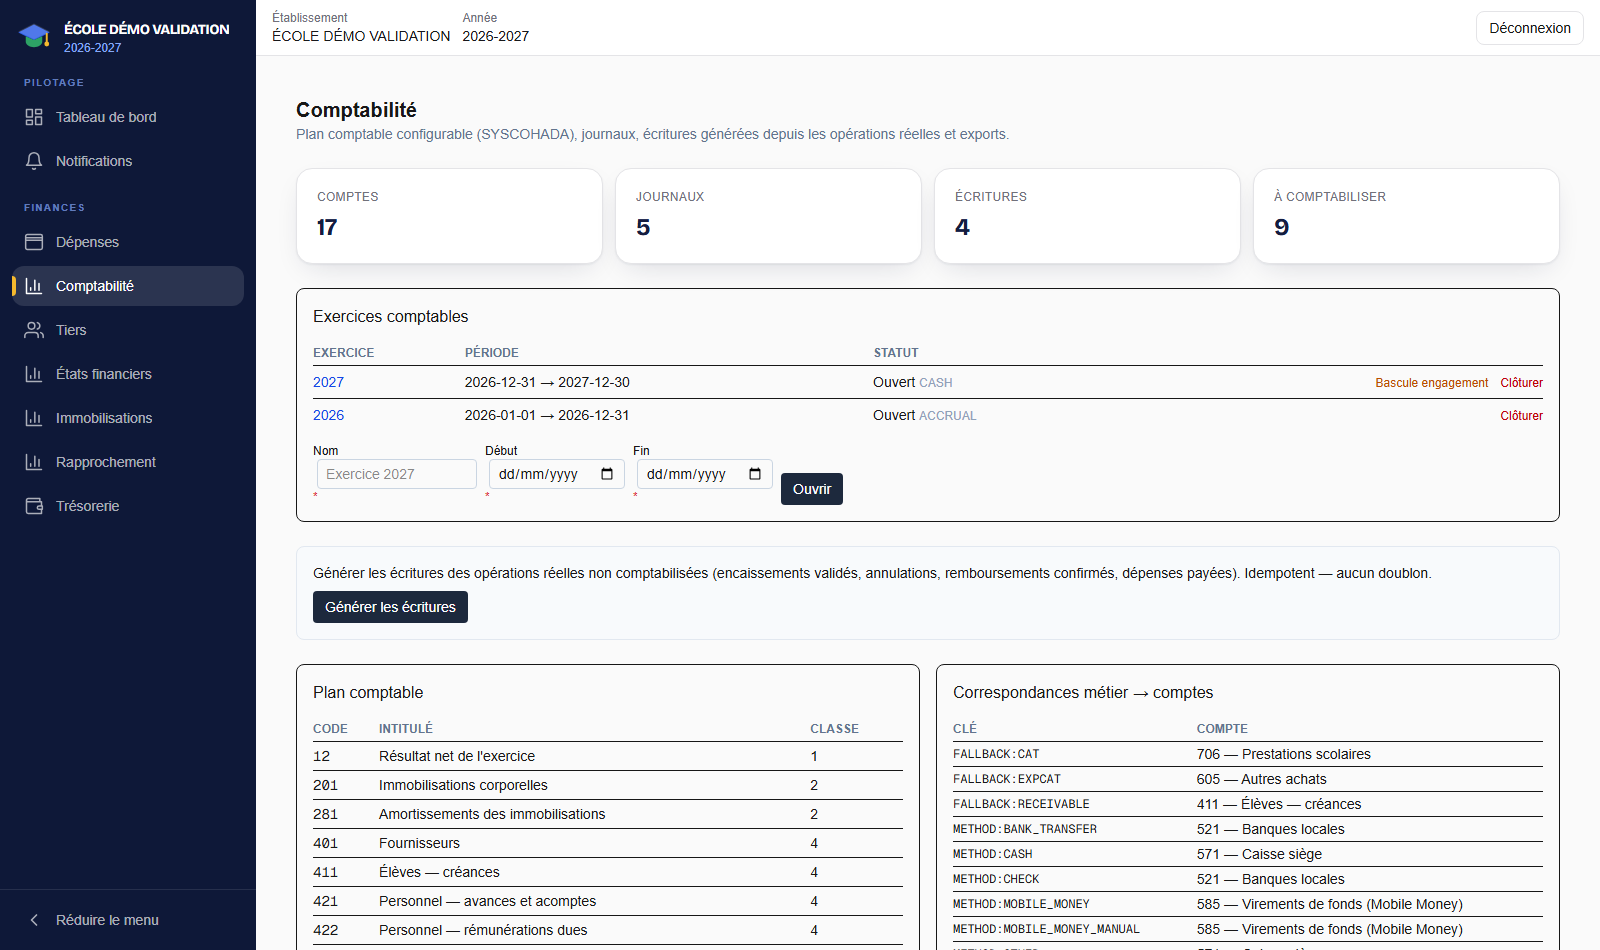 ÉCOLE DÉMO VALIDATION
2026-2027
PILOTAGE
Tableau de bord
Notifications
FINANCES
Dépenses
Comptabilité
Tiers
États financiers
Immobilisations
Rapprochement
Trésorerie
Réduire le menu
Établissement
ÉCOLE DÉMO VALIDATION
Année
2026-2027
Déconnexion
Comptabilité
Plan comptable configurable (SYSCOHADA), journaux, écritures générées depuis les opérations réelles et exports.
COMPTES
17
JOURNAUX
5
ÉCRITURES
4
À COMPTABILISER
9
Exercices comptables
EXERCICE PÉRIODE STATUT
2027 2026-12-31 → 2027-12-30 Ouvert CASH Bascule engagement Clôturer
2026 2026-01-01 → 2026-12-31 Ouvert ACCRUAL Clôturer
Nom Début Fin
Exercice 2027 dd/mm/yyyy dd/mm/yyyy
* * *
Ouvrir
Générer les écritures des opérations réelles non comptabilisées (encaissements validés, annulations, remboursements confirmés, dépenses payées). Idempotent — aucun doublon.
Générer les écritures
Plan comptable
CODE INTITULÉ CLASSE
12 Résultat net de l'exercice 1
201 Immobilisations corporelles 2
281 Amortissements des immobilisations 2
401 Fournisseurs 4
411 Élèves — créances 4
421 Personnel — avances et acomptes 4
422 Personnel — rémunérations dues 4
Correspondances métier → comptes
CLÉ COMPTE
FALLBACK:CAT 706 — Prestations scolaires
FALLBACK:EXPCAT 605 — Autres achats
FALLBACK:RECEIVABLE 411 — Élèves — créances
METHOD:BANK_TRANSFER 521 — Banques locales
METHOD:CASH 571 — Caisse siège
METHOD:CHECK 521 — Banques locales
METHOD:MOBILE_MONEY 585 — Virements de fonds (Mobile Money)
METHOD:MOBILE_MONEY_MANUAL 585 — Virements de fonds (Mobile Money)